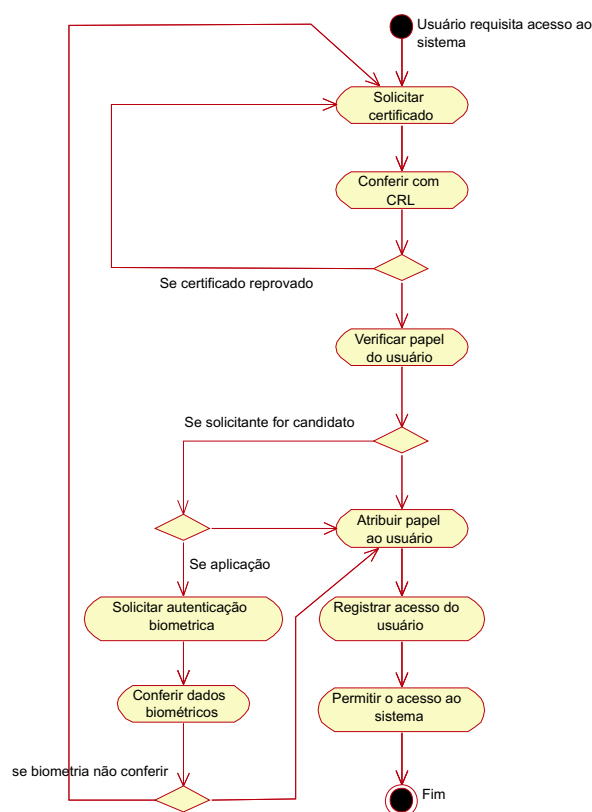 Usuário requisita acesso ao
sistema
Solicitar
certificado
Conferir com
CRL
Se certificado reprovado
Verificar papel
do usuário
Se solicitante for candidato
Atribuir papel
ao usuário
Se aplicação
Solicitar autenticação
biometrica
Registrar acesso do
usuário
Conferir dados
biométricos
Permitir o acesso ao
sistema
se biometria não conferir
Fim